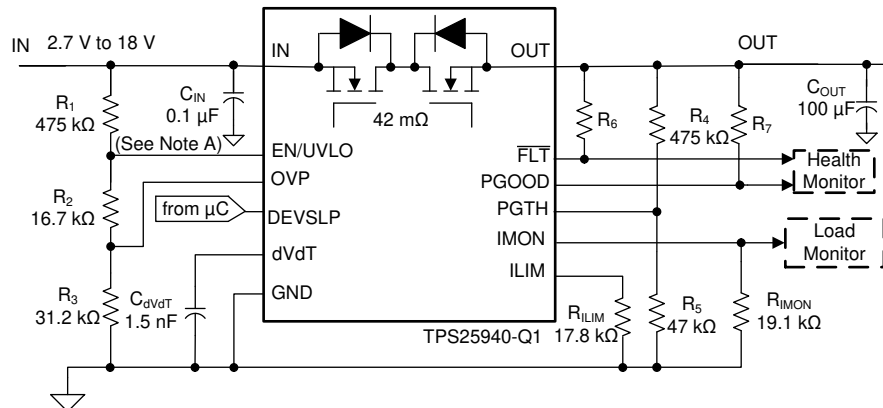 IN 2.7 V to 18 V
IN
OUT
OUT
R1
475 kΩ
CIN
0.1 µF
42 mΩ
R6
R4
475 kΩ
R7
COUT
100 µF
(See Note A)
EN/UVLO
FLT
Health
Monitor
R2
16.7 kΩ
OVP
PGOOD
from µC
DEVSLP
PGTH
IMON
Load
Monitor
dVdT
ILIM
R3
31.2 kΩ
CdVdT
1.5 nF
GND
RILIM
17.8 kΩ
R5
47 kΩ
RIMON
19.1 kΩ
TPS25940-Q1